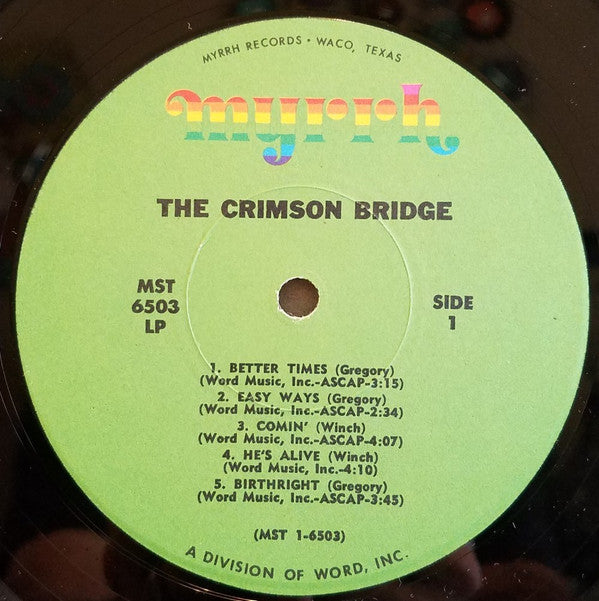 MYRRH RECORDS • WACO, TEXAS
myrrh
THE CRIMSON BRIDGE
MST
6503
LP
SIDE
1
1. BETTER TIMES (Gregory)
(Word Music, Inc.-ASCAP-3:15)
2. EASY WAYS (Gregory)
(Word Music, Inc.-ASCAP-2:34)
3. COMIN' (Winch)
(Word Music, Inc.-ASCAP-4:07)
4. HE'S ALIVE (Winch)
(Word Music, Inc.-4:10)
5. BIRTHRIGHT (Gregory)
(Word Music, Inc.-ASCAP-3:45)
(MST 1-6503)
A DIVISION OF WORD, INC.